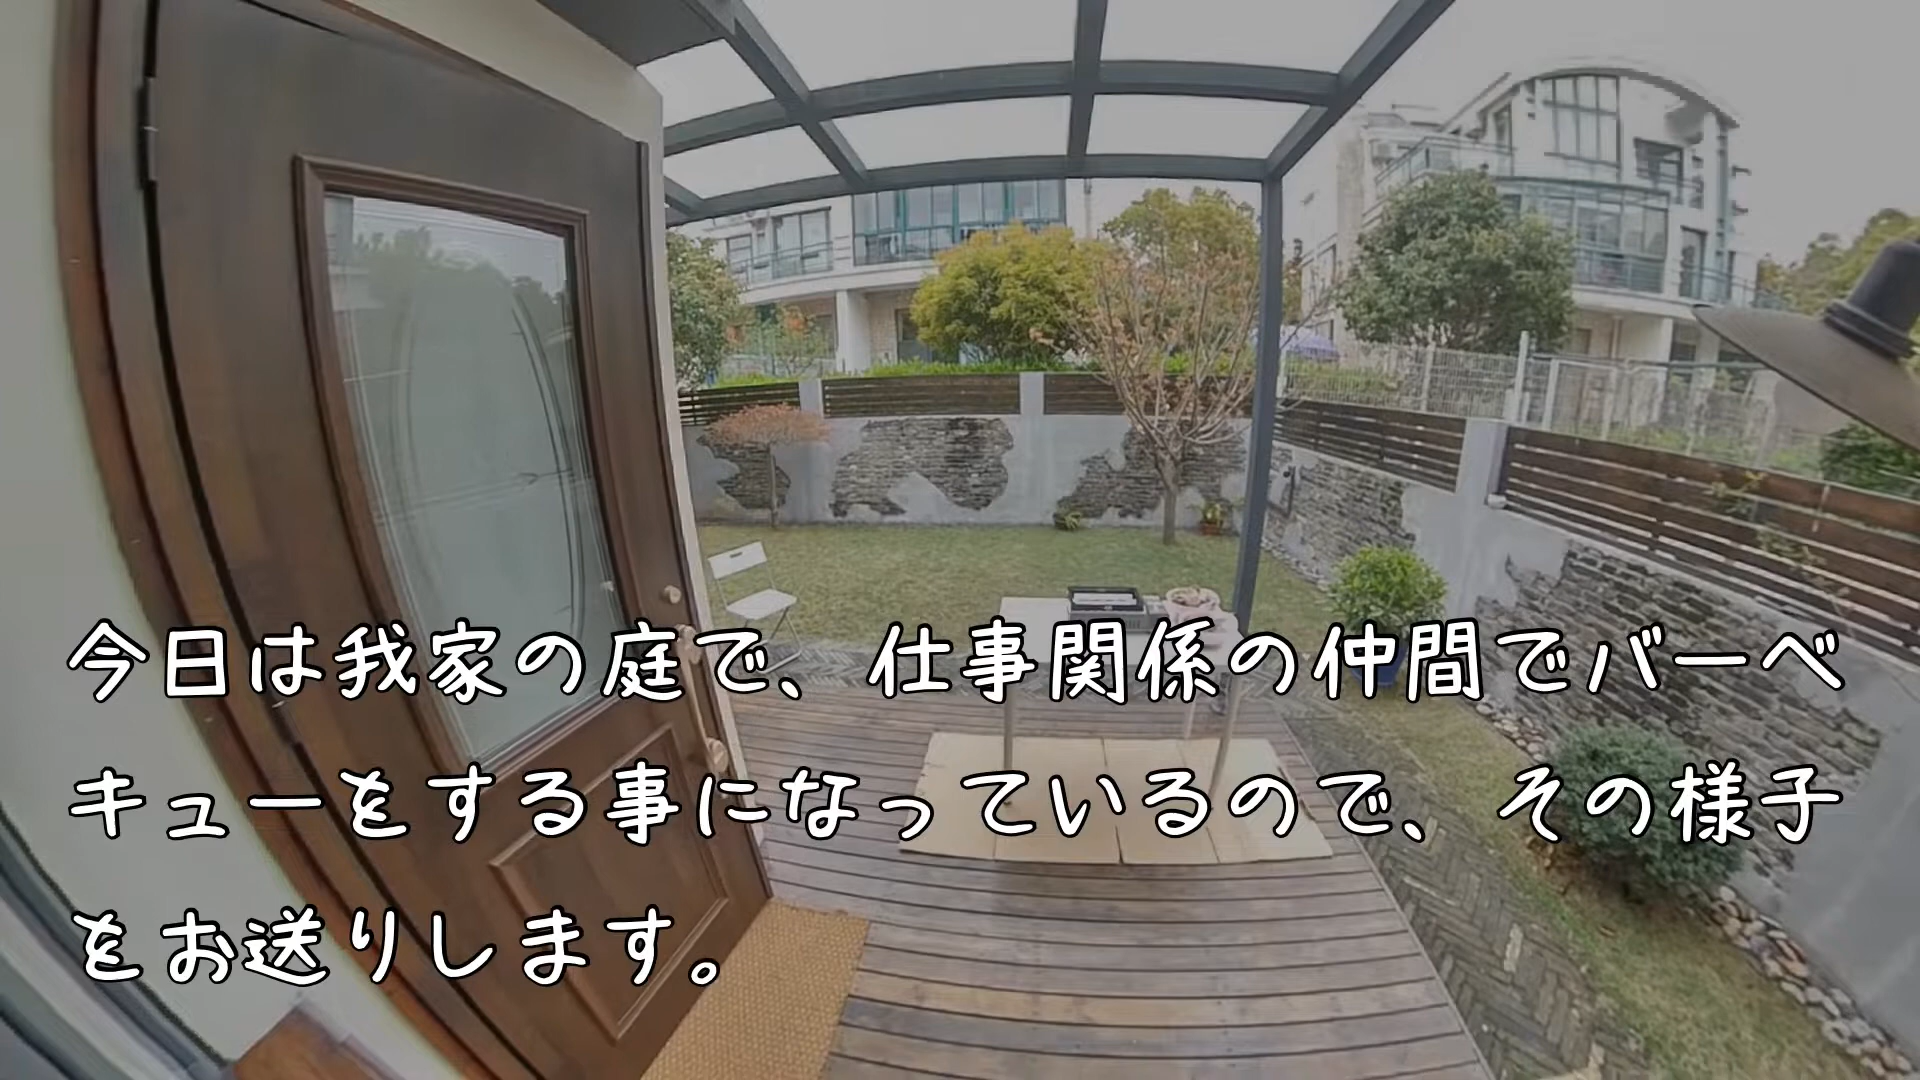 今日は我家の庭で、仕事関係の仲間でバーベ
キューをする事になっているので、その様子
をお送りします。